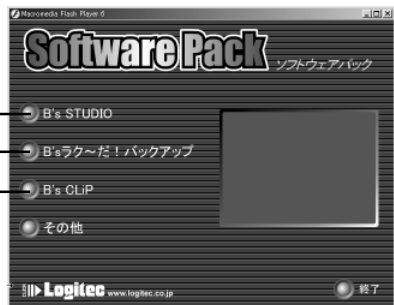 Macromedia Flash Player 6
Software Pack ソフトウェアパック
B's STUDIO
B'sラク〜だ！バックアップ
B's CLiP
その他
Logitec www.logitec.co.jp
終了